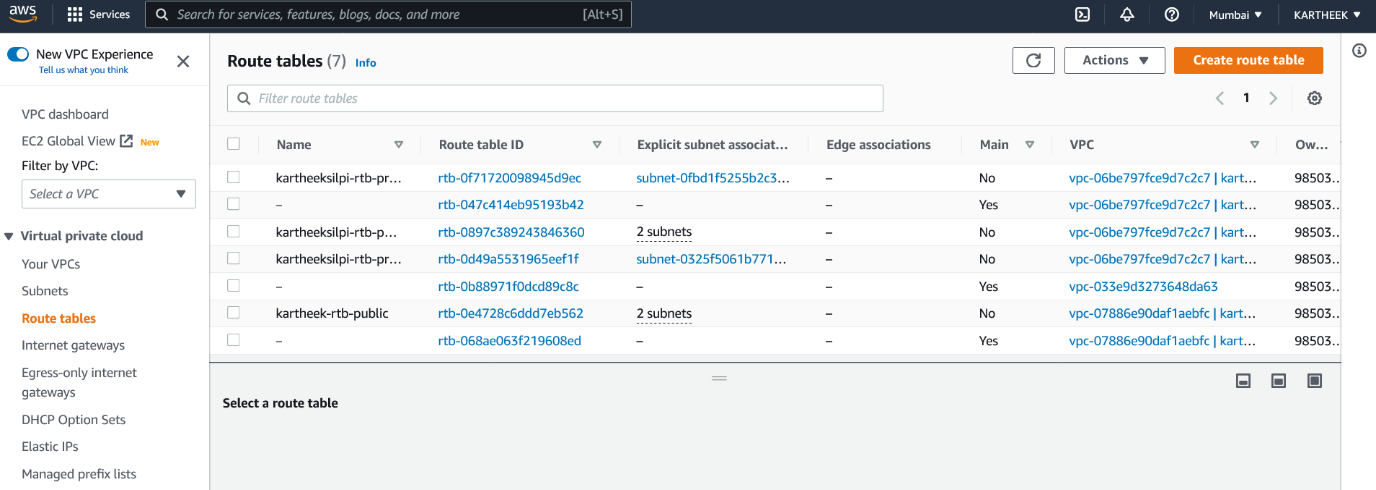 aws Services Search for services, features, blogs, docs, and more [Alt+S] Mumbai ▼ KARTHEEK ▼
New VPC Experience
Tell us what you think
VPC dashboard
EC2 Global View New
Filter by VPC:
Select a VPC
Virtual private cloud
Your VPCs
Subnets
Route tables
Internet gateways
Egress-only internet
gateways
DHCP Option Sets
Elastic IPs
Managed prefix lists
Route tables (7) Info Actions ▼ Create route table
Filter route tables 1
Name Route table ID Explicit subnet associat... Edge associations Main VPC Ow...
kartheeksilpi-rtb-pr... rtb-0f71720098945d9ec subnet-0fbd1f5255b2c3... – No vpc-06be797fce9d7c2c7 | kart...98503...
– rtb-047c414eb95193b42 – – Yes vpc-06be797fce9d7c2c7 | kart... 98503...
kartheeksilpi-rtb-p... rtb-0897c389243846360 2 subnets – No vpc-06be797fce9d7c2c7 | kart... 98503...
kartheeksilpi-rtb-pr... rtb-0d49a5531965eef1f subnet-0325f5061b771... – No vpc-06be797fce9d7c2c7 | kart... 98503...
– rtb-0b88971f0dcd89c8c – – Yes vpc-033e9d3273648da63 98503...
kartheek-rtb-public rtb-0e4728c6ddd7eb562 2 subnets – No vpc-07886e90daf1aebfc | kart... 98503...
– rtb-068ae063f219608ed – – Yes vpc-07886e90daf1aebfc | kart... 98503...
Select a route table